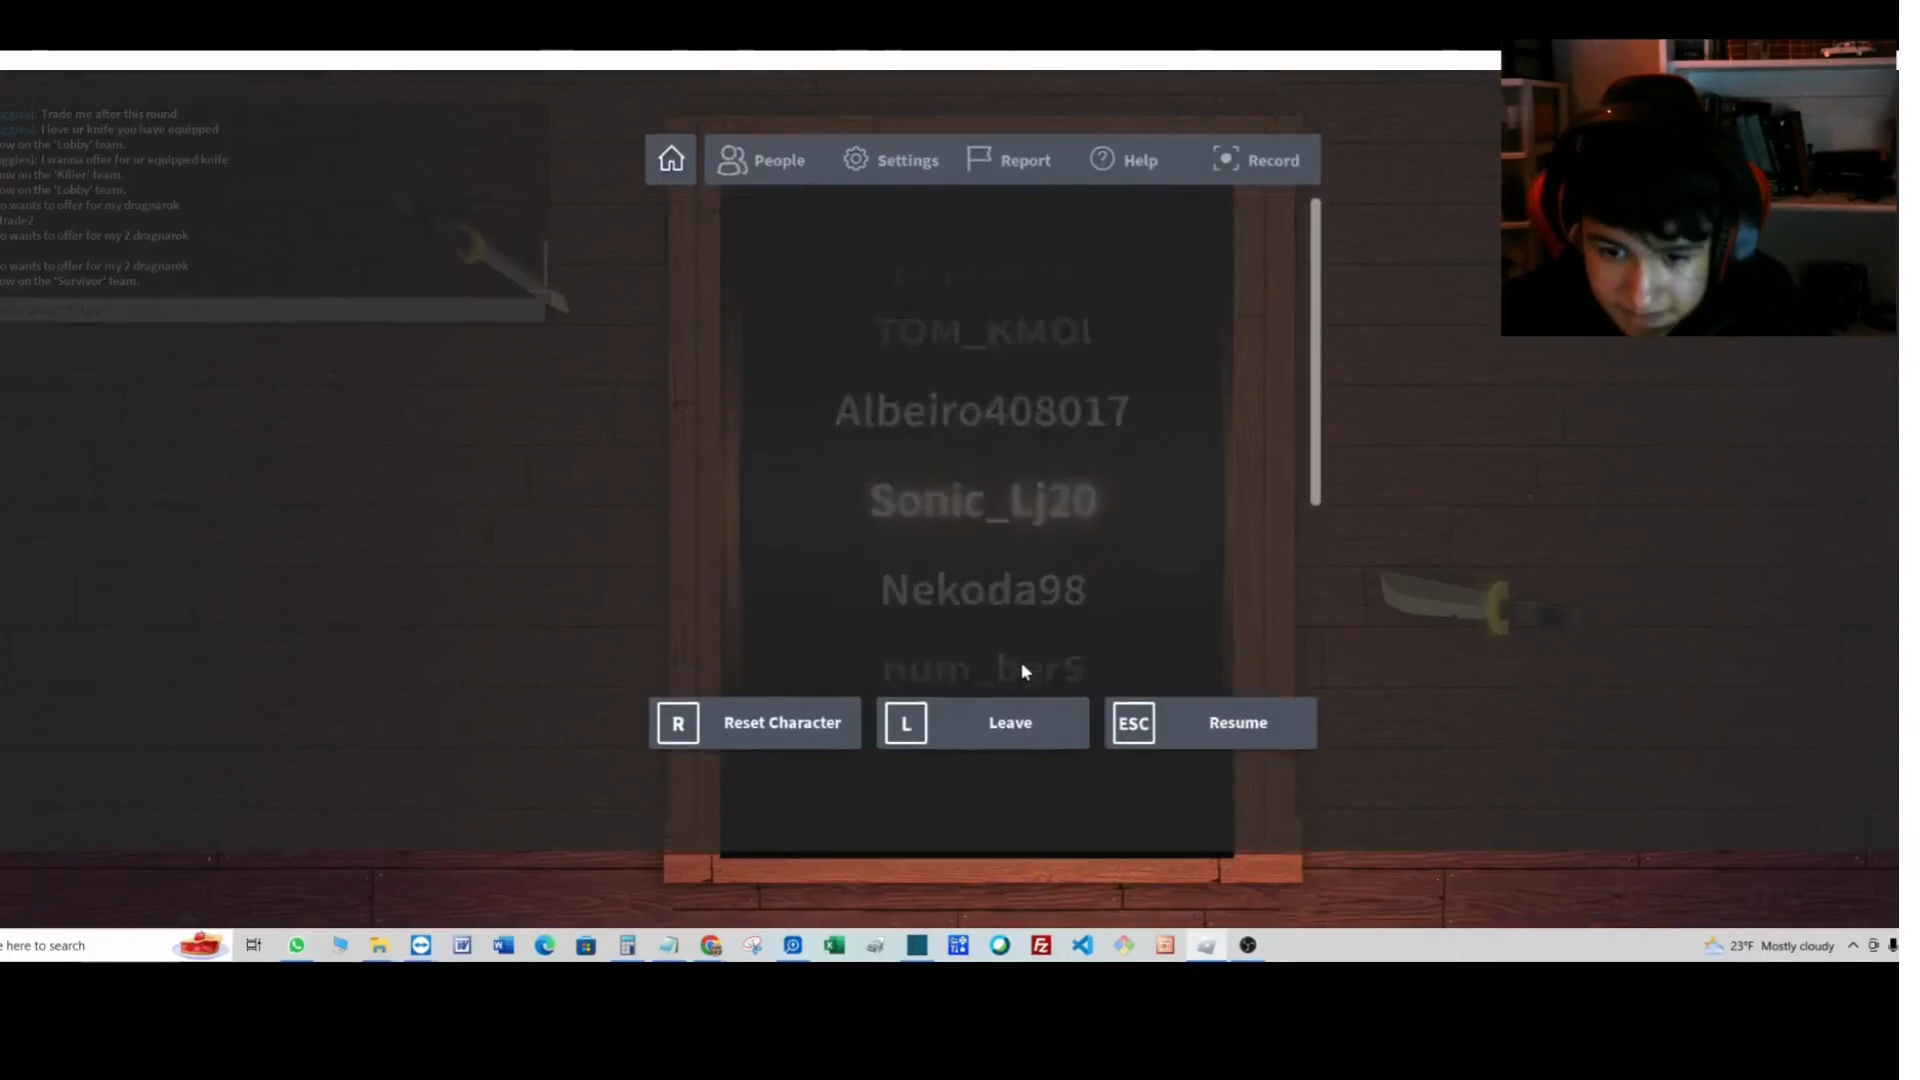 ggies]: Trade me after this round
ggies]: I love ur knife you have equipped
ow on the 'Lobby' team.
ggies]: I wanna offer for ur equipped knife
ow on the 'Killer' team.
ow on the 'Lobby' team.
o wants to offer for my dragnarok
trade2
o wants to offer for my 2 dragnarok
o wants to offer for my 2 dragnarok
ow on the 'Survivor' team.
People Settings Report Help Record
Albeiro408017
Sonic_Lj20
Nekoda98
R Reset Character L Leave ESC Resume
e here to search
23°F Mostly cloudy